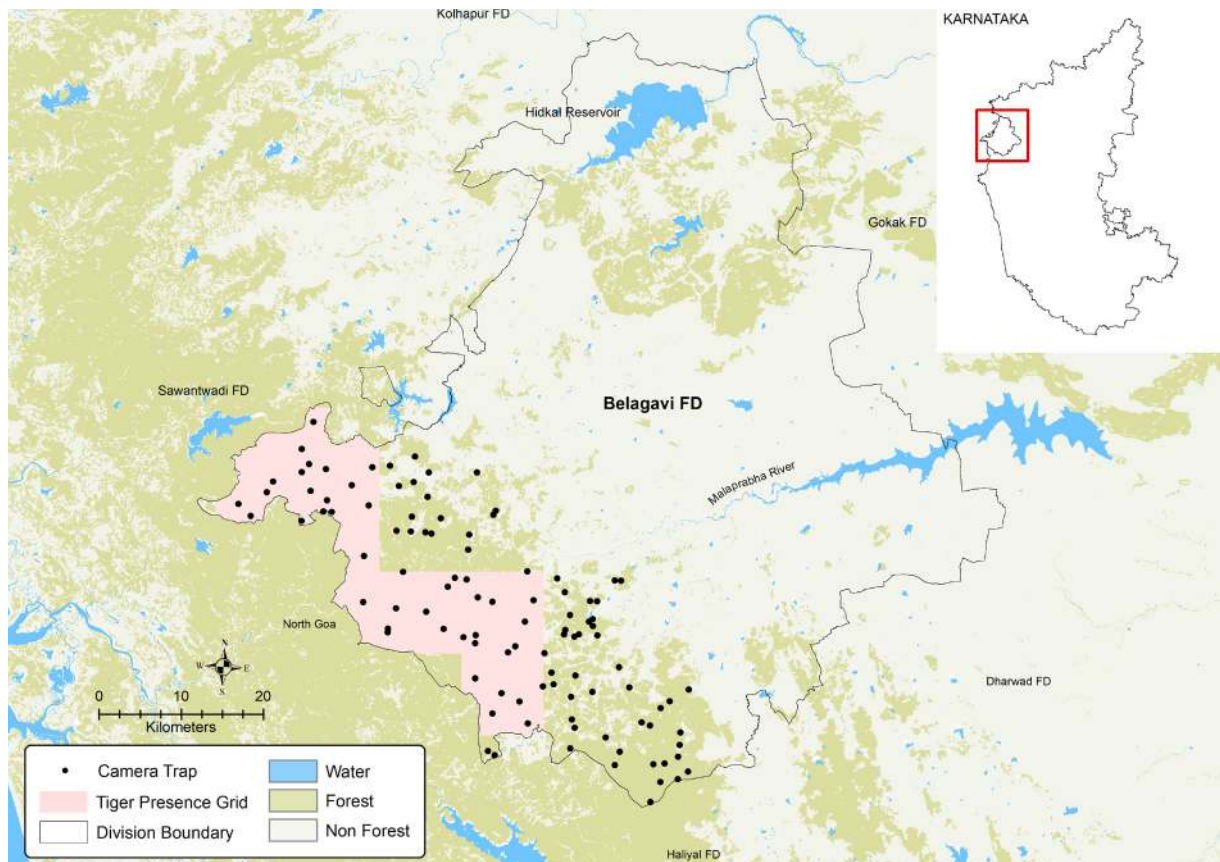 Kolhapur FD
KARNATAKA
Hidkal Reservoir
Gokak FD
Sawantwadi FD
Belagavi FD
Malaprabha River
North Goa
N
W E
S
Dharwad FD
0 10 20
Kilometers
Camera Trap
Tiger Presence Grid
Division Boundary
Water
Forest
Non Forest
Haliyal FD